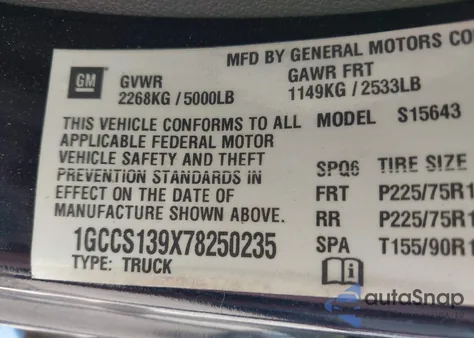 MFD BY GENERAL MOTORS CO
GM
GVWR
2268KG / 5000LB
GAWR FRT
1149KG / 2533LB
THIS VEHICLE CONFORMS TO ALL
APPLICABLE FEDERAL MOTOR
VEHICLE SAFETY AND THEFT
PREVENTION STANDARDS IN
EFFECT ON THE DATE OF
MANUFACTURE SHOWN ABOVE.
1GCCS139X78250235
TYPE: TRUCK
MODEL S15643
SPQ6 TIRE SIZE
FRT P225/75R1
RR P225/75R1
SPA T155/90R1
autoSnap